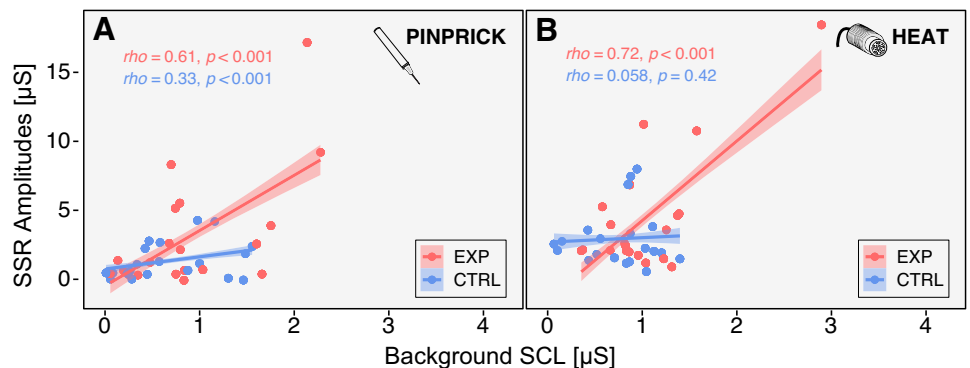 A
PINPRICK
rho = 0.61, p < 0.001
rho = 0.33, p < 0.001
B
HEAT
rho = 0.72, p < 0.001
rho = 0.058, p = 0.42
SSR Amplitudes [µS]
15
10
5
0
EXP
CTRL
EXP
CTRL
0 1 2 3 4
0 1 2 3 4
Background SCL [µS]